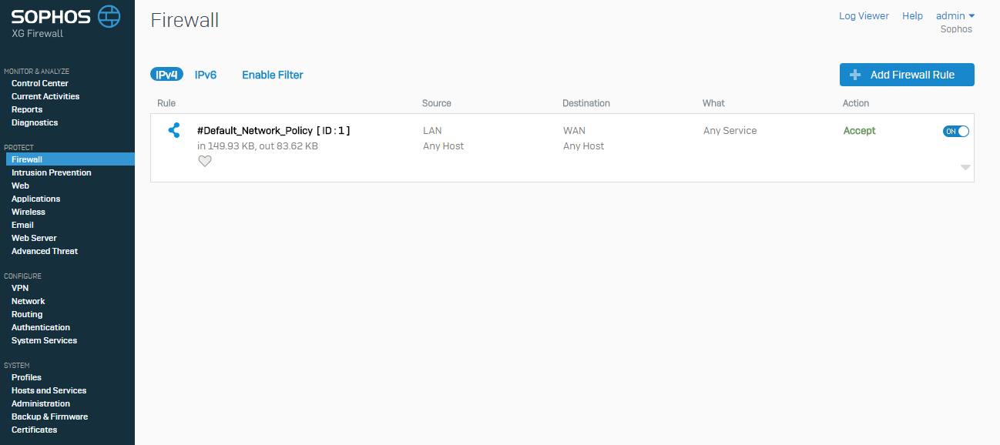 SOPHOS
XG Firewall
MONITOR & ANALYZE
Control Center
Current Activities
Reports
Diagnostics
PROTECT
Firewall
Intrusion Prevention
Web
Applications
Wireless
Email
Web Server
Advanced Threat
CONFIGURE
VPN
Network
Routing
Authentication
System Services
SYSTEM
Profiles
Hosts and Services
Administration
Backup & Firmware
Certificates
Firewall
Log Viewer Help admin
Sophos
IPv4 IPv6 Enable Filter
Add Firewall Rule
Rule Source Destination What Action
#Default_Network_Policy [ ID : 1 ] LAN WAN Any Service Accept ON
in 149.93 KB, out 83.62 KB Any Host Any Host